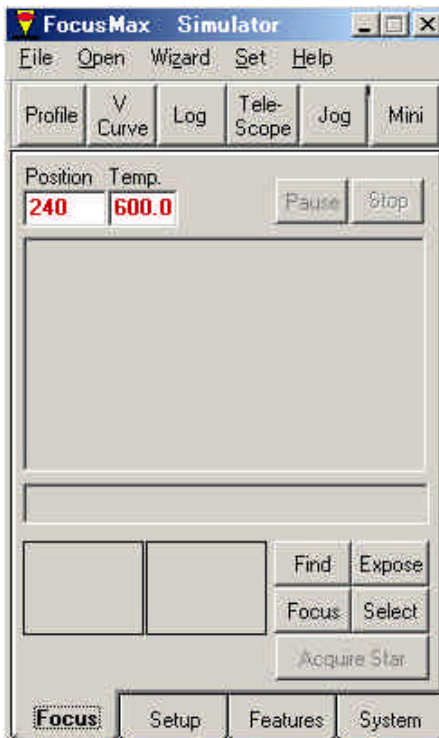 FocusMax Simulator
File Open Wizard Set Help
Profile
V Curve
Log
Tele-Scope
Jog
Mini
Position Temp.
240 600.0
Pause Stop
Find Expose
Focus Select
Acquire Star
Focus Setup Features System